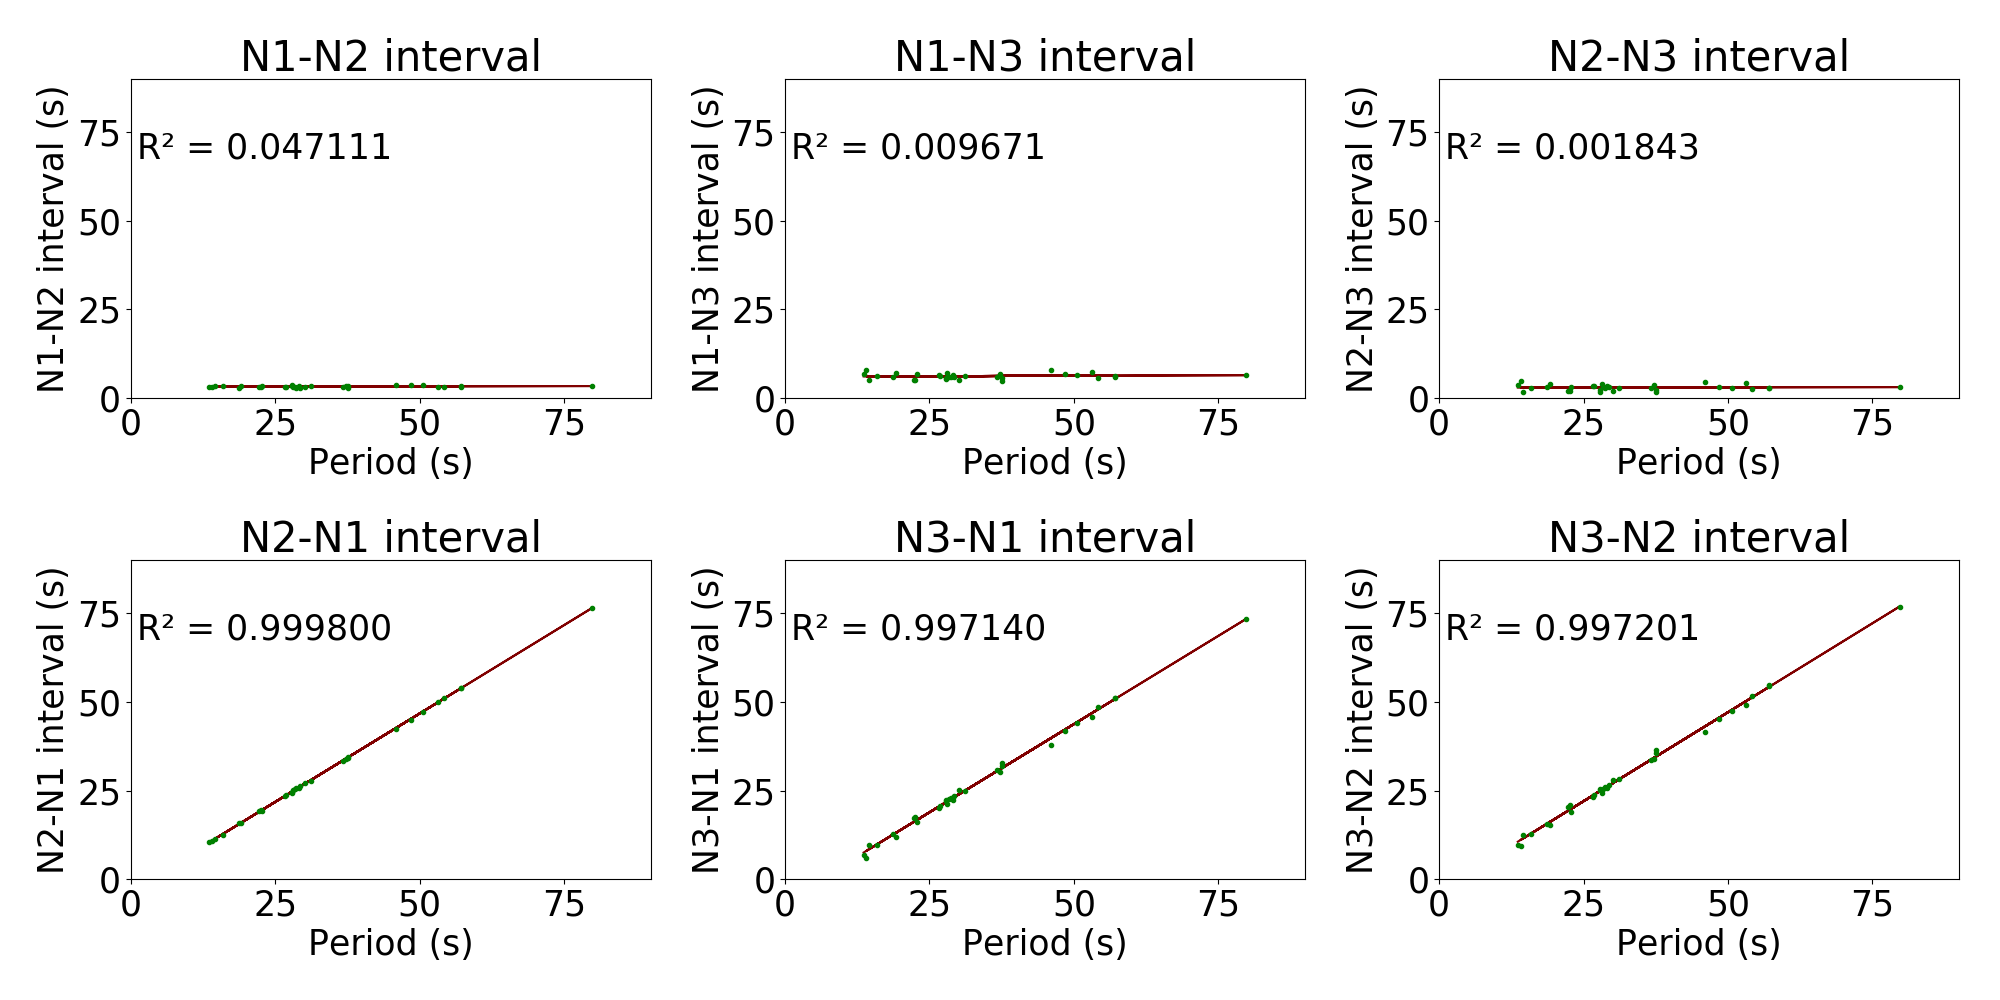 N1-N2 interval
N1-N2 interval (s)
75
50
25
0
R² = 0.047111
0 25 50 75
Period (s)
N1-N3 interval
N1-N3 interval (s)
75
50
25
0
R² = 0.009671
0 25 50 75
Period (s)
N2-N3 interval
N2-N3 interval (s)
75
50
25
0
R² = 0.001843
0 25 50 75
Period (s)
N2-N1 interval
N2-N1 interval (s)
75
50
25
0
R² = 0.999800
0 25 50 75
Period (s)
N3-N1 interval
N3-N1 interval (s)
75
50
25
0
R² = 0.997140
0 25 50 75
Period (s)
N3-N2 interval
N3-N2 interval (s)
75
50
25
0
R² = 0.997201
0 25 50 75
Period (s)